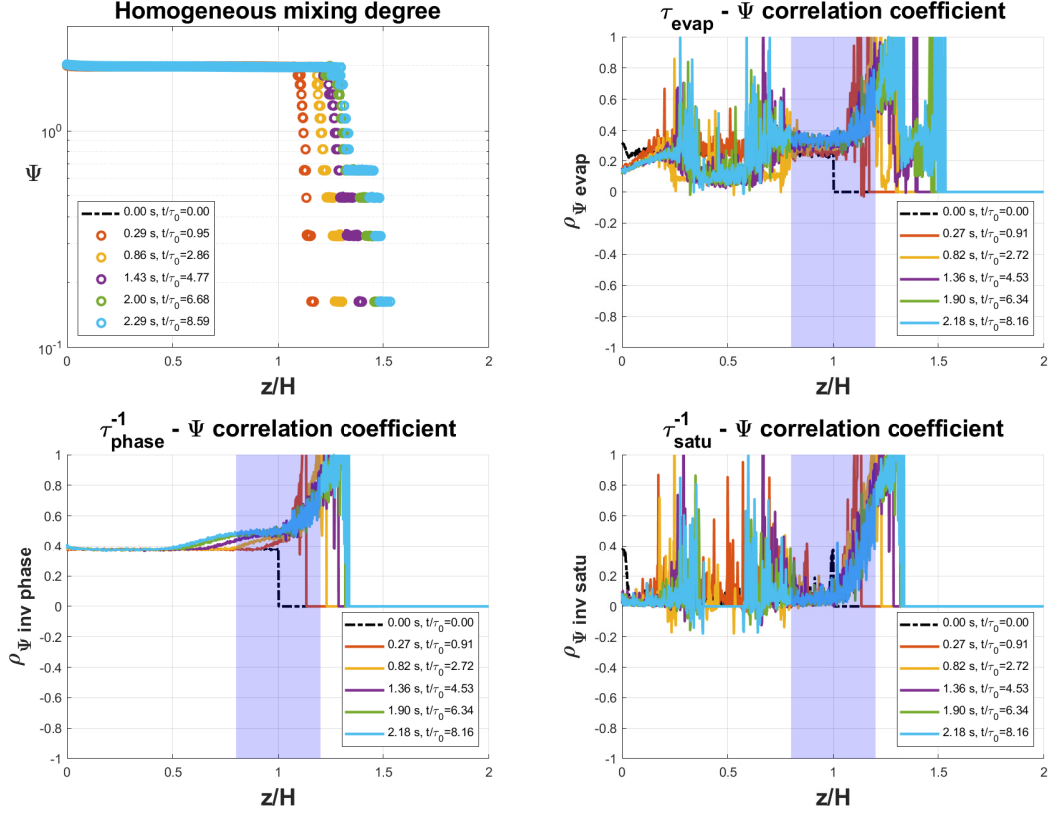 Homogeneous mixing degree
10⁰
10⁻¹
Ψ
0.00 s, t/τ₀=0.00
0.29 s, t/τ₀=0.95
0.86 s, t/τ₀=2.86
1.43 s, t/τ₀=4.77
2.00 s, t/τ₀=6.68
2.29 s, t/τ₀=8.59
0 0.5 1 1.5 2
z/H
τ_evap - Ψ correlation coefficient
1
0.8
0.6
0.4
0.2
0
-0.2
-0.4
-0.6
-0.8
-1
ρ_Ψ evap
0.00 s, t/τ₀=0.00
0.27 s, t/τ₀=0.91
0.82 s, t/τ₀=2.72
1.36 s, t/τ₀=4.53
1.90 s, t/τ₀=6.34
2.18 s, t/τ₀=8.16
0 0.5 1 1.5 2
z/H
τ⁻¹_phase - Ψ correlation coefficient
1
0.8
0.6
0.4
0.2
0
-0.2
-0.4
-0.6
-0.8
-1
ρ_Ψ inv phase
0.00 s, t/τ₀=0.00
0.27 s, t/τ₀=0.91
0.82 s, t/τ₀=2.72
1.36 s, t/τ₀=4.53
1.90 s, t/τ₀=6.34
2.18 s, t/τ₀=8.16
0 0.5 1 1.5 2
z/H
τ⁻¹_satu - Ψ correlation coefficient
1
0.8
0.6
0.4
0.2
0
-0.2
-0.4
-0.6
-0.8
-1
ρ_Ψ inv satu
0.00 s, t/τ₀=0.00
0.27 s, t/τ₀=0.91
0.82 s, t/τ₀=2.72
1.36 s, t/τ₀=4.53
1.90 s, t/τ₀=6.34
2.18 s, t/τ₀=8.16
0 0.5 1 1.5 2
z/H